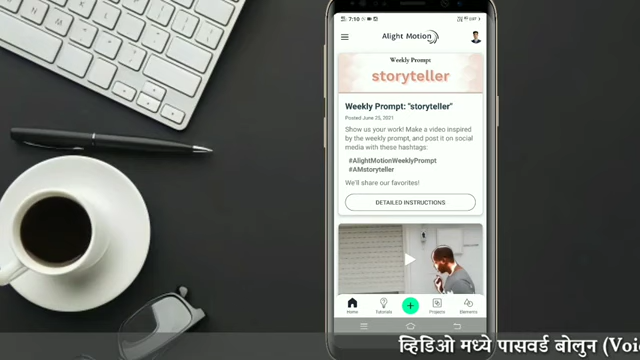 7:10
Alight Motion
Weekly Prompt
storyteller
Weekly Prompt: "storyteller"
Posted June 25, 2021
Show us your work! Make a video inspired
by the weekly prompt, and post it on social
media with these hashtags:
#AlightMotionWeeklyPrompt
#AMstoryteller
We'll share our favorites!
DETAILED INSTRUCTIONS
Home Tutorials Projects Elements
व्हिडिओ मध्ये पासवर्ड बोलुन (Voi